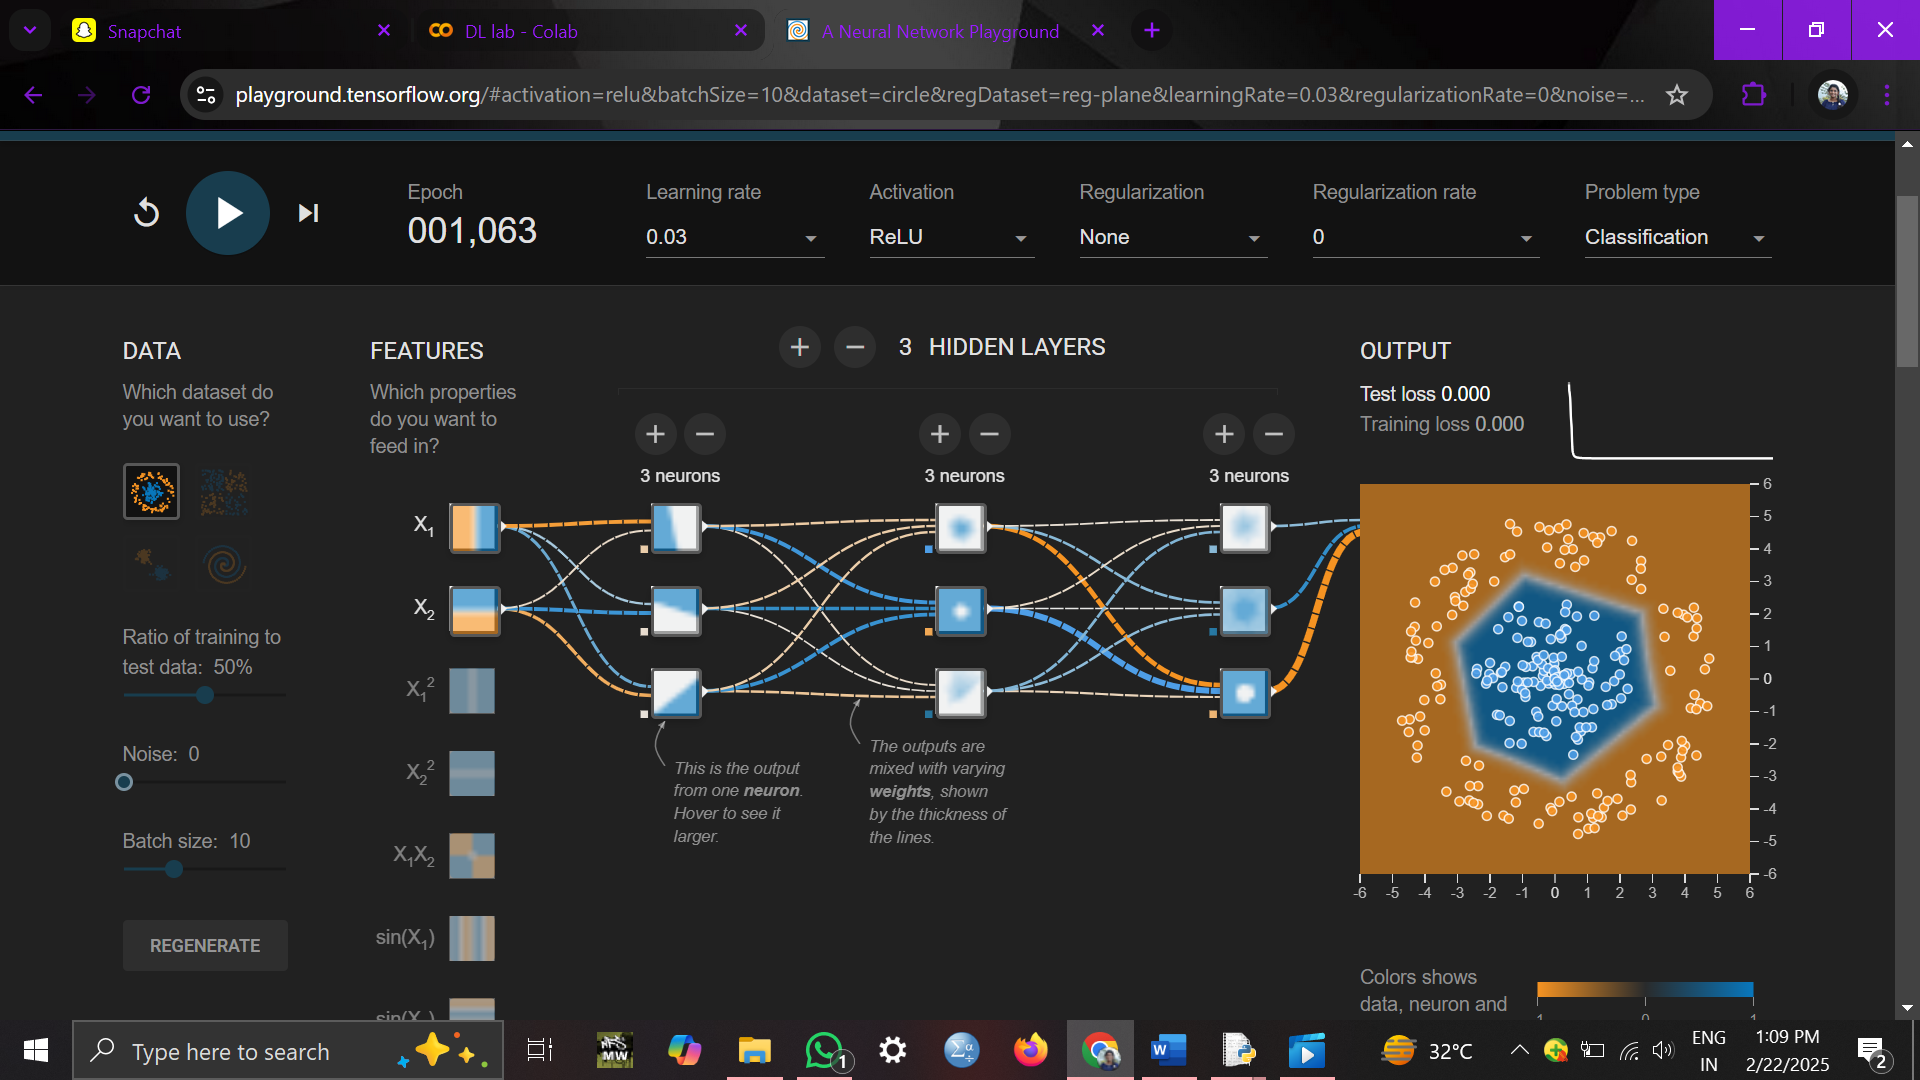 Snapchat
DL lab - Colab
A Neural Network Playground
playground.tensorflow.org/#activation=relu&batchSize=10&dataset=circle&regDataset=reg-plane&learningRate=0.03&regularizationRate=0&noise=...
Epoch
001,063
Learning rate
0.03
Activation
ReLU
Regularization
None
Regularization rate
0
Problem type
Classification
DATA
Which dataset do
you want to use?
Ratio of training to
test data: 50%
Noise: 0
Batch size: 10
REGENERATE
FEATURES
Which properties
do you want to
feed in?
X₁
X₂
X₁²
X₂²
X₁X₂
sin(X₁)
3 HIDDEN LAYERS
3 neurons
3 neurons
3 neurons
This is the output
from one neuron.
Hover to see it
larger.
The outputs are
mixed with varying
weights, shown
by the thickness of
the lines.
OUTPUT
Test loss 0.000
Training loss 0.000
6
5
4
3
2
1
0
-1
-2
-3
-4
-5
-6
-6 -5 -4 -3 -2 -1 0 1 2 3 4 5 6
Colors shows
data, neuron and
Type here to search
MW
Σα
W
1
32°C
ENG
IN
1:09 PM
2/22/2025
2